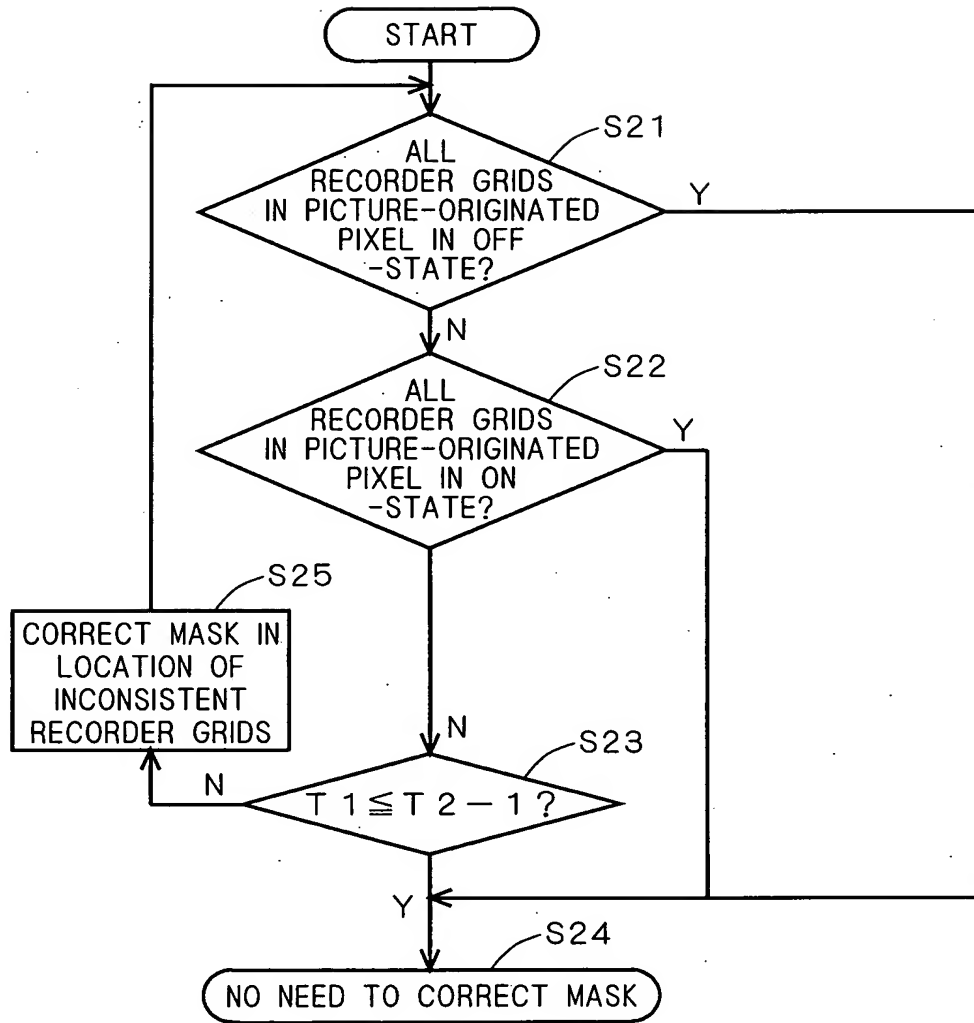 START
S21
ALL
RECORDER GRIDS
IN PICTURE-ORIGINATED
PIXEL IN OFF
-STATE?
Y
N
S22
ALL
RECORDER GRIDS
IN PICTURE-ORIGINATED
PIXEL IN ON
-STATE?
Y
S25
CORRECT MASK IN
LOCATION OF
INCONSISTENT
RECORDER GRIDS
N
S23
N
T1≦T2-1?
Y
S24
NO NEED TO CORRECT MASK